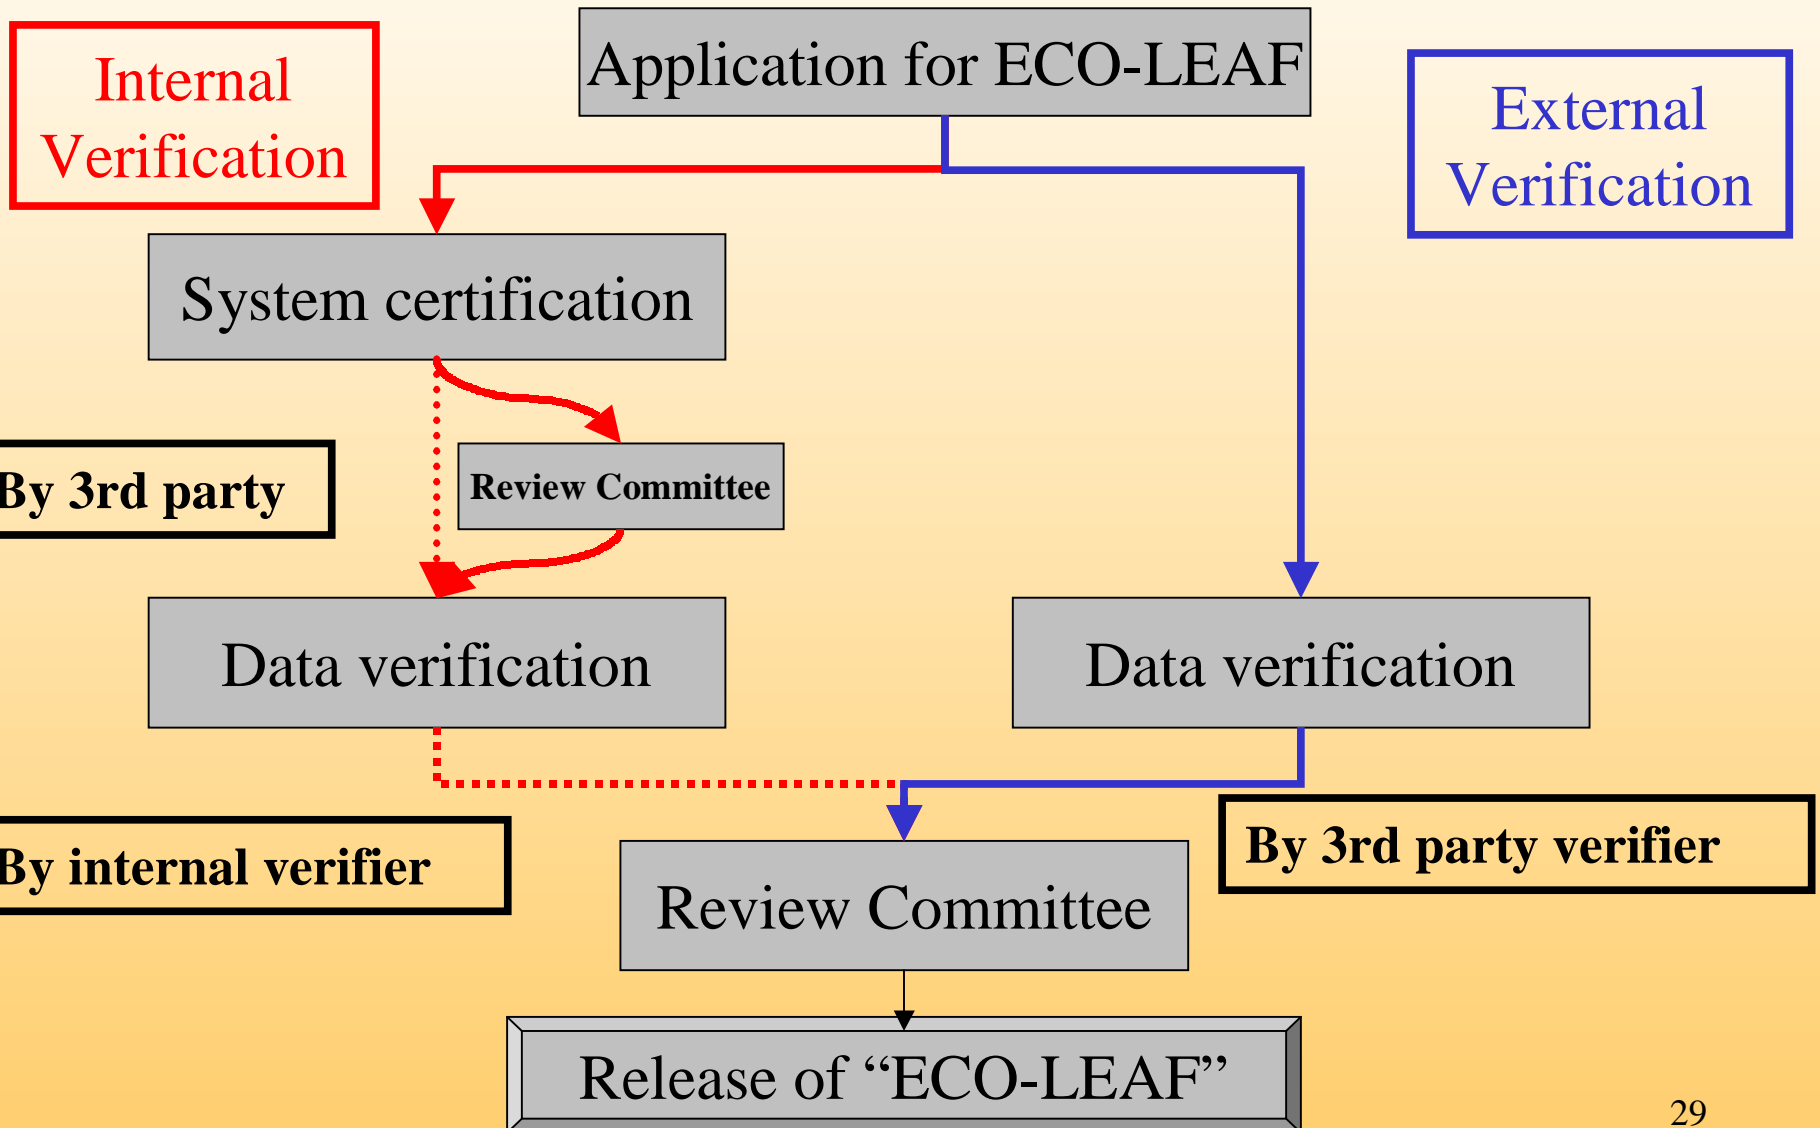 Application for ECO-LEAF
Internal
Verification
External
Verification
System certification
By 3rd party
Review Committee
Data verification
Data verification
By internal verifier
By 3rd party verifier
Review Committee
Release of “ECO-LEAF”
29